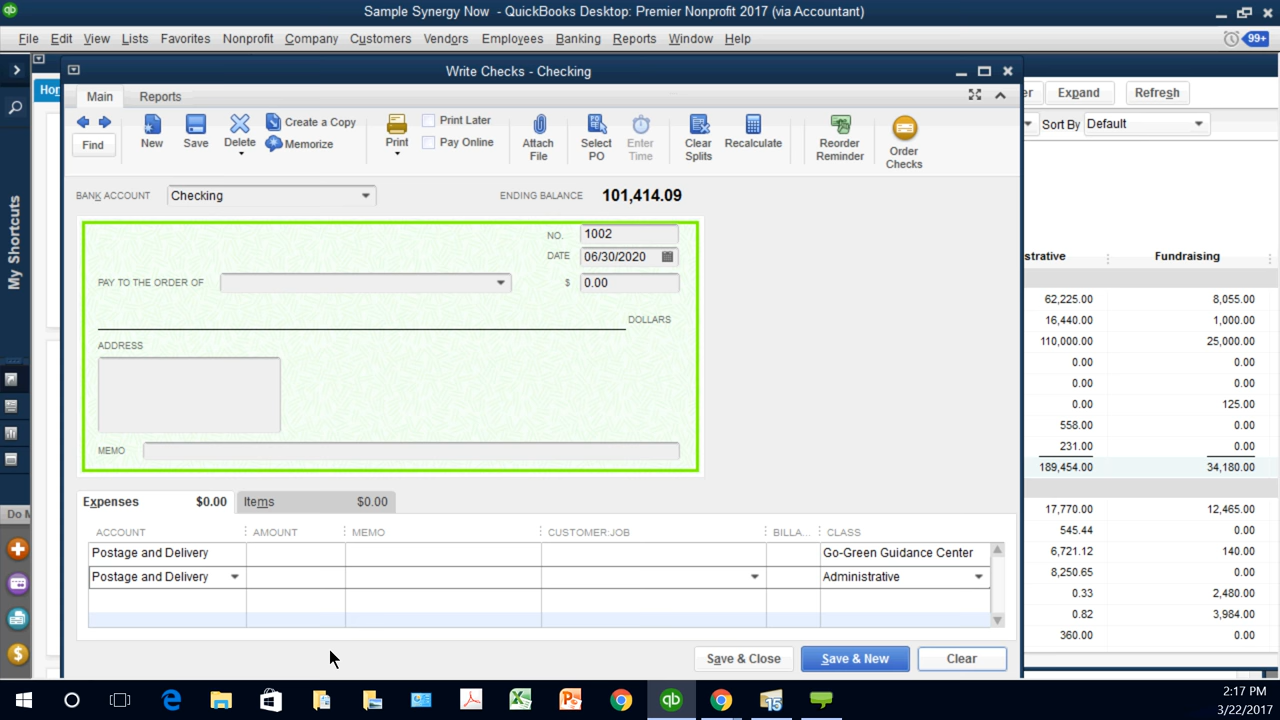 Sample Synergy Now - QuickBooks Desktop: Premier Nonprofit 2017 (via Accountant)
File Edit View Lists Favorites Nonprofit Company Customers Vendors Employees Banking Reports Window Help
99+
Write Checks - Checking
Main Reports
Expand Refresh
Sort By Default
Find
New
Save
Delete
Create a Copy
Memorize
Print
Print Later
Pay Online
Attach File
Select PO
Enter Time
Clear Splits
Recalculate
Reorder Reminder
Order Checks
My Shortcuts
BANK ACCOUNT Checking ENDING BALANCE 101,414.09
NO. 1002
DATE 06/30/2020
PAY TO THE ORDER OF $ 0.00
DOLLARS
ADDRESS
MEMO
Expenses $0.00 Items $0.00
ACCOUNT AMOUNT MEMO CUSTOMER:JOB BILLA... CLASS
Postage and Delivery Go-Green Guidance Center
Postage and Delivery Administrative
Save & Close Save & New Clear
strative Fundraising
62,225.00 8,055.00
16,440.00 1,000.00
110,000.00 25,000.00
0.00 0.00
0.00 0.00
0.00 125.00
558.00 0.00
231.00 0.00
189,454.00 34,180.00
17,770.00 12,465.00
545.44 0.00
6,721.12 140.00
8,250.65 0.00
0.33 2,480.00
0.82 3,984.00
360.00 0.00
2:17 PM
3/22/2017